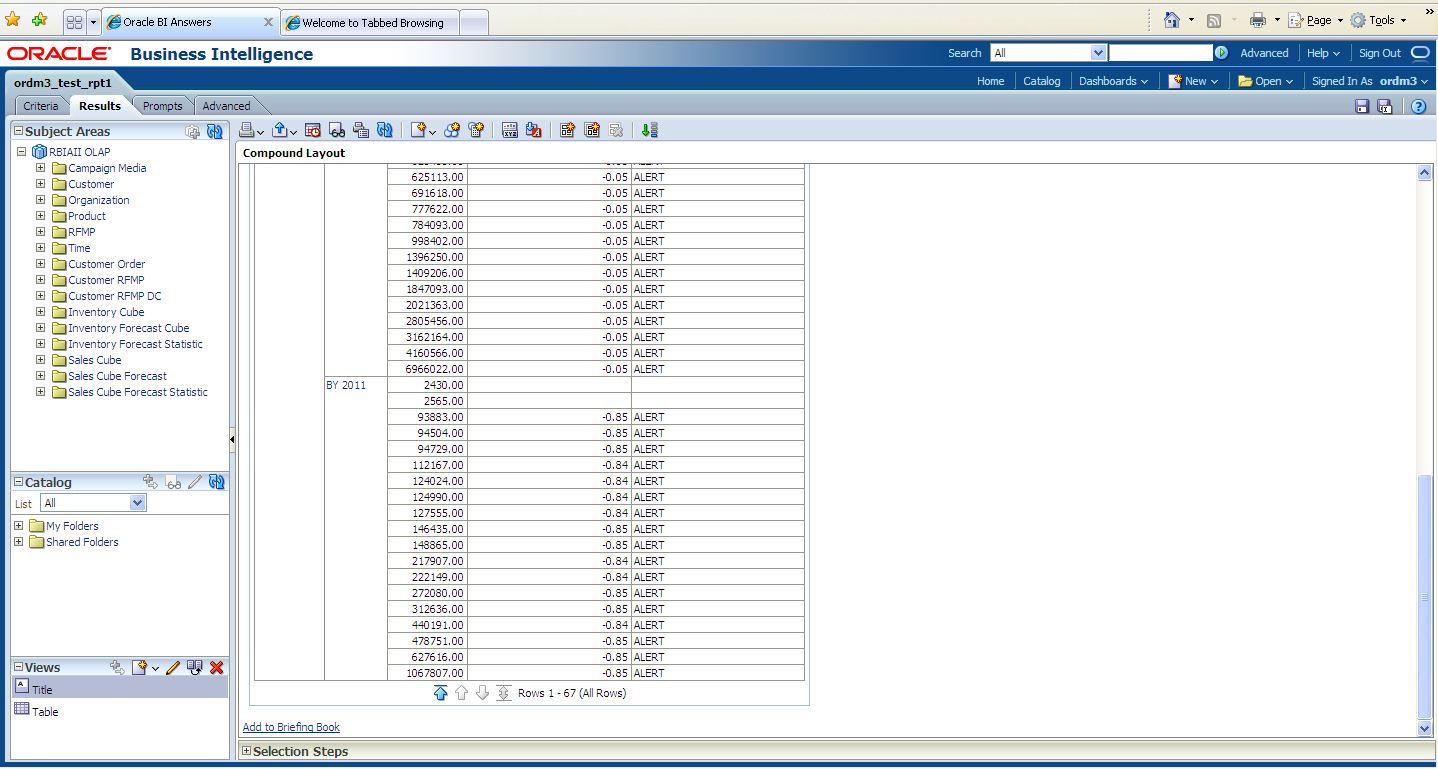 Oracle BI Answers Welcome to Tabbed Browsing Page Tools »
ORACLE Business Intelligence Search All Advanced Help Sign Out
ordm3_test_rpt1 Home Catalog Dashboards New Open Signed In As ordm3
Criteria Results Prompts Advanced
Subject Areas
RBIAII OLAP
Campaign Media
Customer
Organization
Product
RFMP
Time
Customer Order
Customer RFMP
Customer RFMP DC
Inventory Cube
Inventory Forecast Cube
Inventory Forecast Statistic
Sales Cube
Sales Cube Forecast
Sales Cube Forecast Statistic
Catalog
List All
My Folders
Shared Folders
Views
Title
Table
Compound Layout
625113.00 -0.05 ALERT
691618.00 -0.05 ALERT
777622.00 -0.05 ALERT
784093.00 -0.05 ALERT
998402.00 -0.05 ALERT
1396250.00 -0.05 ALERT
1409206.00 -0.05 ALERT
1847093.00 -0.05 ALERT
2021363.00 -0.05 ALERT
2805456.00 -0.05 ALERT
3162164.00 -0.05 ALERT
4160566.00 -0.05 ALERT
6966022.00 -0.05 ALERT
BY 2011 2430.00
2565.00
93883.00 -0.85 ALERT
94504.00 -0.85 ALERT
94729.00 -0.85 ALERT
112167.00 -0.84 ALERT
124024.00 -0.84 ALERT
124990.00 -0.84 ALERT
127555.00 -0.84 ALERT
146435.00 -0.85 ALERT
148865.00 -0.85 ALERT
217907.00 -0.84 ALERT
222149.00 -0.84 ALERT
272080.00 -0.85 ALERT
312636.00 -0.85 ALERT
440191.00 -0.84 ALERT
478751.00 -0.85 ALERT
627616.00 -0.85 ALERT
1067807.00 -0.85 ALERT
Rows 1 - 67 (All Rows)
Add to Briefing Book
Selection Steps